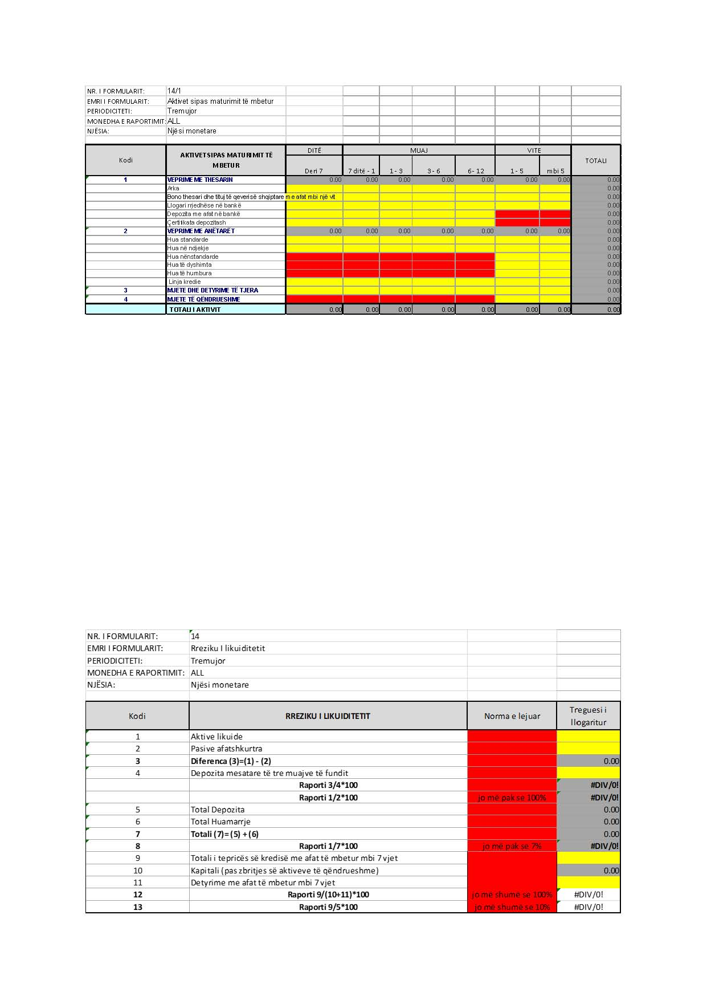 NR. I FORMULARIT: 14/1
EMRI I FORMULARIT: Aktivet sipas maturimit të mbetur
PERIODICITETI: Tremujor
MONEDHA E RAPORTIMIT: ALL
NJËSIA: Njësi monetare
Kodi AKTIVET SIPAS MATURIMIT TË MBETUR DITË MUAJ VITE TOTALI
Deri 7 7 ditë - 1 1 - 3 3 - 6 6 - 12 1 - 5 mbi 5
1 VEPRIME ME THESARIN 0.00 0.00 0.00 0.00 0.00 0.00 0.00 0.00
Arka 0.00
Bono thesari dhe tituj të qeverisë shqiptare me afat mbi një vit 0.00
Llogari rrjedhëse në bankë 0.00
Depozita me afat në bankë 0.00
Çertifikata depozitash 0.00
2 VEPRIME ME ANËTARËT 0.00 0.00 0.00 0.00 0.00 0.00 0.00 0.00
Hua standarde 0.00
Hua në ndjekje 0.00
Hua nënstandarde 0.00
Hua të dyshimta 0.00
Hua të humbura 0.00
Linja kredie 0.00
3 MJETE DHE DETYRIME TË TJERA 0.00
4 MJETE TË QËNDRUESHME 0.00
TOTALI I AKTIVIT 0.00 0.00 0.00 0.00 0.00 0.00 0.00 0.00
NR. I FORMULARIT: 14
EMRI I FORMULARIT: Rreziku I likuiditetit
PERIODICITETI: Tremujor
MONEDHA E RAPORTIMIT: ALL
NJËSIA: Njësi monetare
Kodi RREZIKU I LIKUIDITETIT Norma e lejuar Treguesi i llogaritur
1 Aktive likuide
2 Pasive afatshkurtra
3 Diferenca (3)=(1) - (2) 0.00
4 Depozita mesatare të tre muajve të fundit
Raporti 3/4*100 #DIV/0!
Raporti 1/2*100 jo më pak se 100% #DIV/0!
5 Total Depozita 0.00
6 Total Huamarrje 0.00
7 Totali (7)= (5) + (6) 0.00
8 Raporti 1/7*100 jo më pak se 7% #DIV/0!
9 Totali i tepricës së kredisë me afat të mbetur mbi 7 vjet
10 Kapitali (pas zbritjes së aktiveve të qëndrueshme) 0.00
11 Detyrime me afat të mbetur mbi 7 vjet
12 Raporti 9/(10+11)*100 jo më shumë se 100% #DIV/0!
13 Raporti 9/5*100 jo më shumë se 10% #DIV/0!